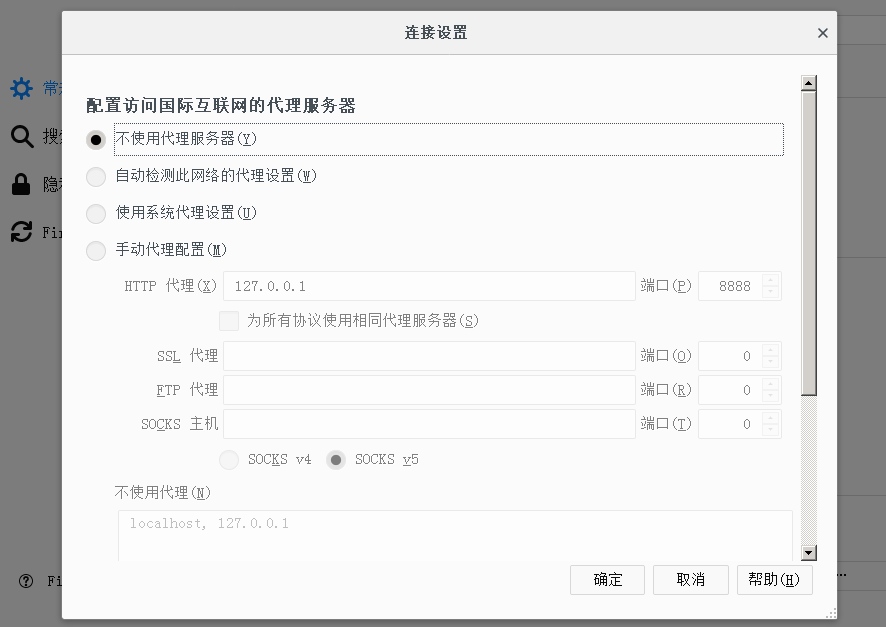 连接设置
常
搜
隐
Fi
配置访问国际互联网的代理服务器
不使用代理服务器(Y)
自动检测此网络的代理设置(W)
使用系统代理设置(U)
手动代理配置(M)
HTTP 代理(X) 127.0.0.1 端口(P) 8888
为所有协议使用相同代理服务器(S)
SSL 代理 端口(O) 0
FTP 代理 端口(R) 0
SOCKS 主机 端口(T) 0
SOCKS v4 SOCKS v5
不使用代理(N)
localhost, 127.0.0.1
确定 取消 帮助(H)
Fi